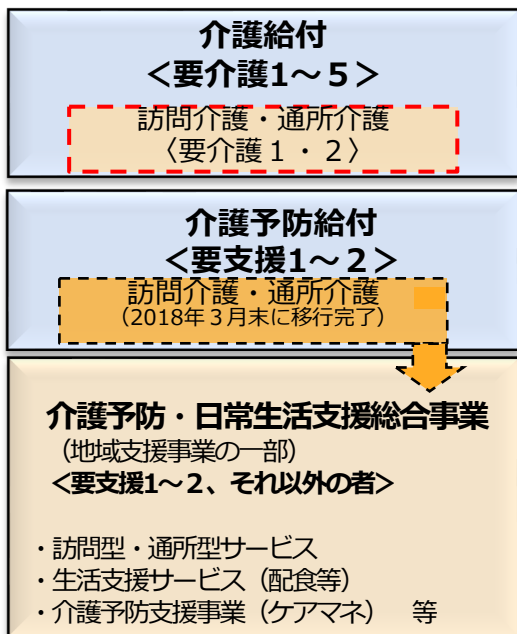 介護給付
＜要介護1～５＞
訪問介護・通所介護
〈要介護１・２〉
介護予防給付
＜要支援1～２＞
訪問介護・通所介護
（2018年３月末に移行完了）
介護予防・日常生活支援総合事業
（地域支援事業の一部）
＜要支援1～２、それ以外の者＞
・訪問型・通所型サービス
・生活支援サービス（配食等）
・介護予防支援事業（ケアマネ）　等